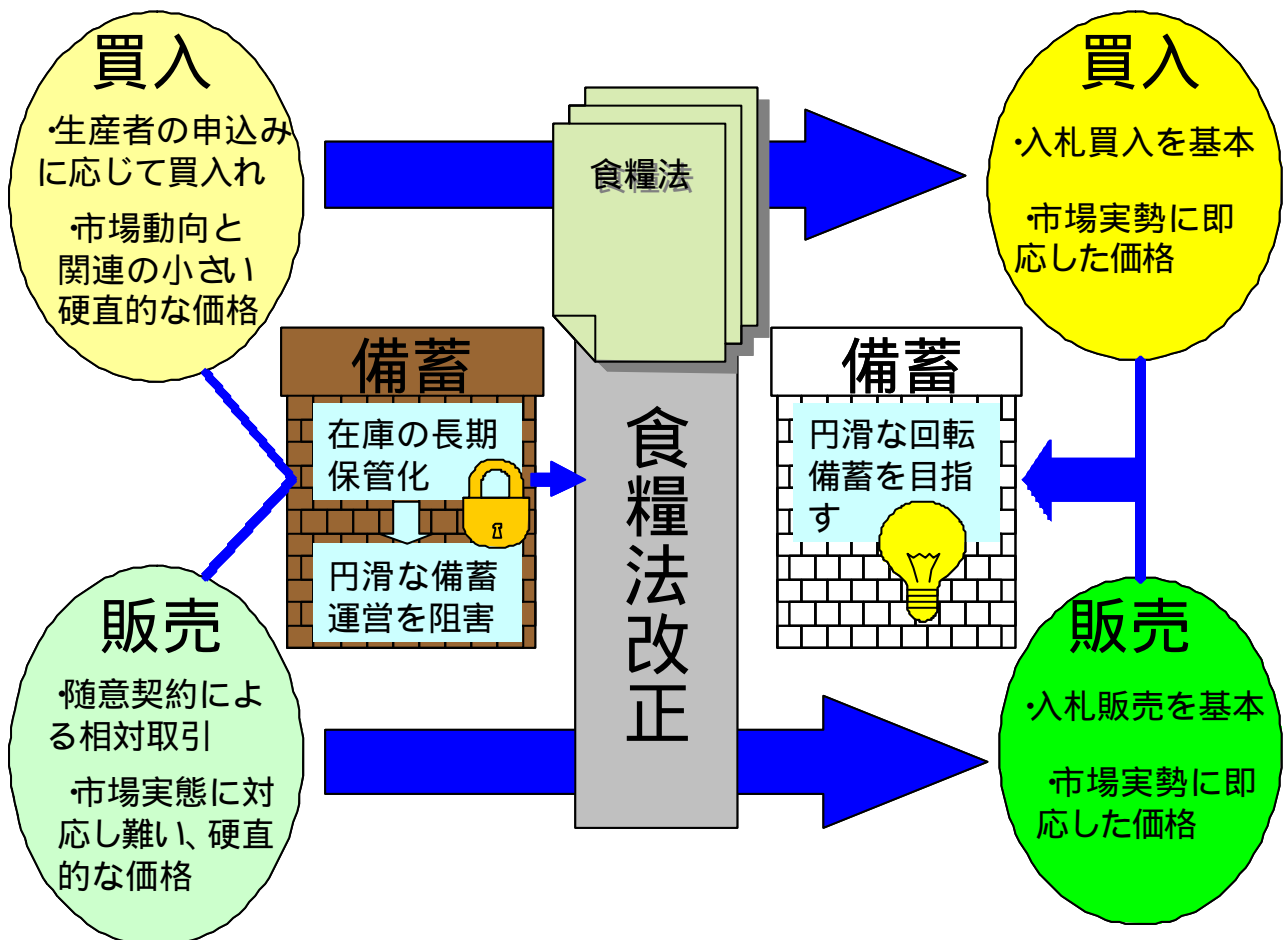 買入
・生産者の申込み
に応じて買入れ
・市場動向と
関連の小さい
硬直的な価格
食糧法
買入
・入札買入を基本
・市場実勢に即
応した価格
備蓄
在庫の長期
保管化
円滑な備蓄
運営を阻害
食糧法改正
備蓄
円滑な回転
備蓄を目指
す
販売
・随意契約によ
る相対取引
・市場実態に対
応し難い、硬直
的な価格
販売
・入札販売を基本
・市場実勢に即
応した価格